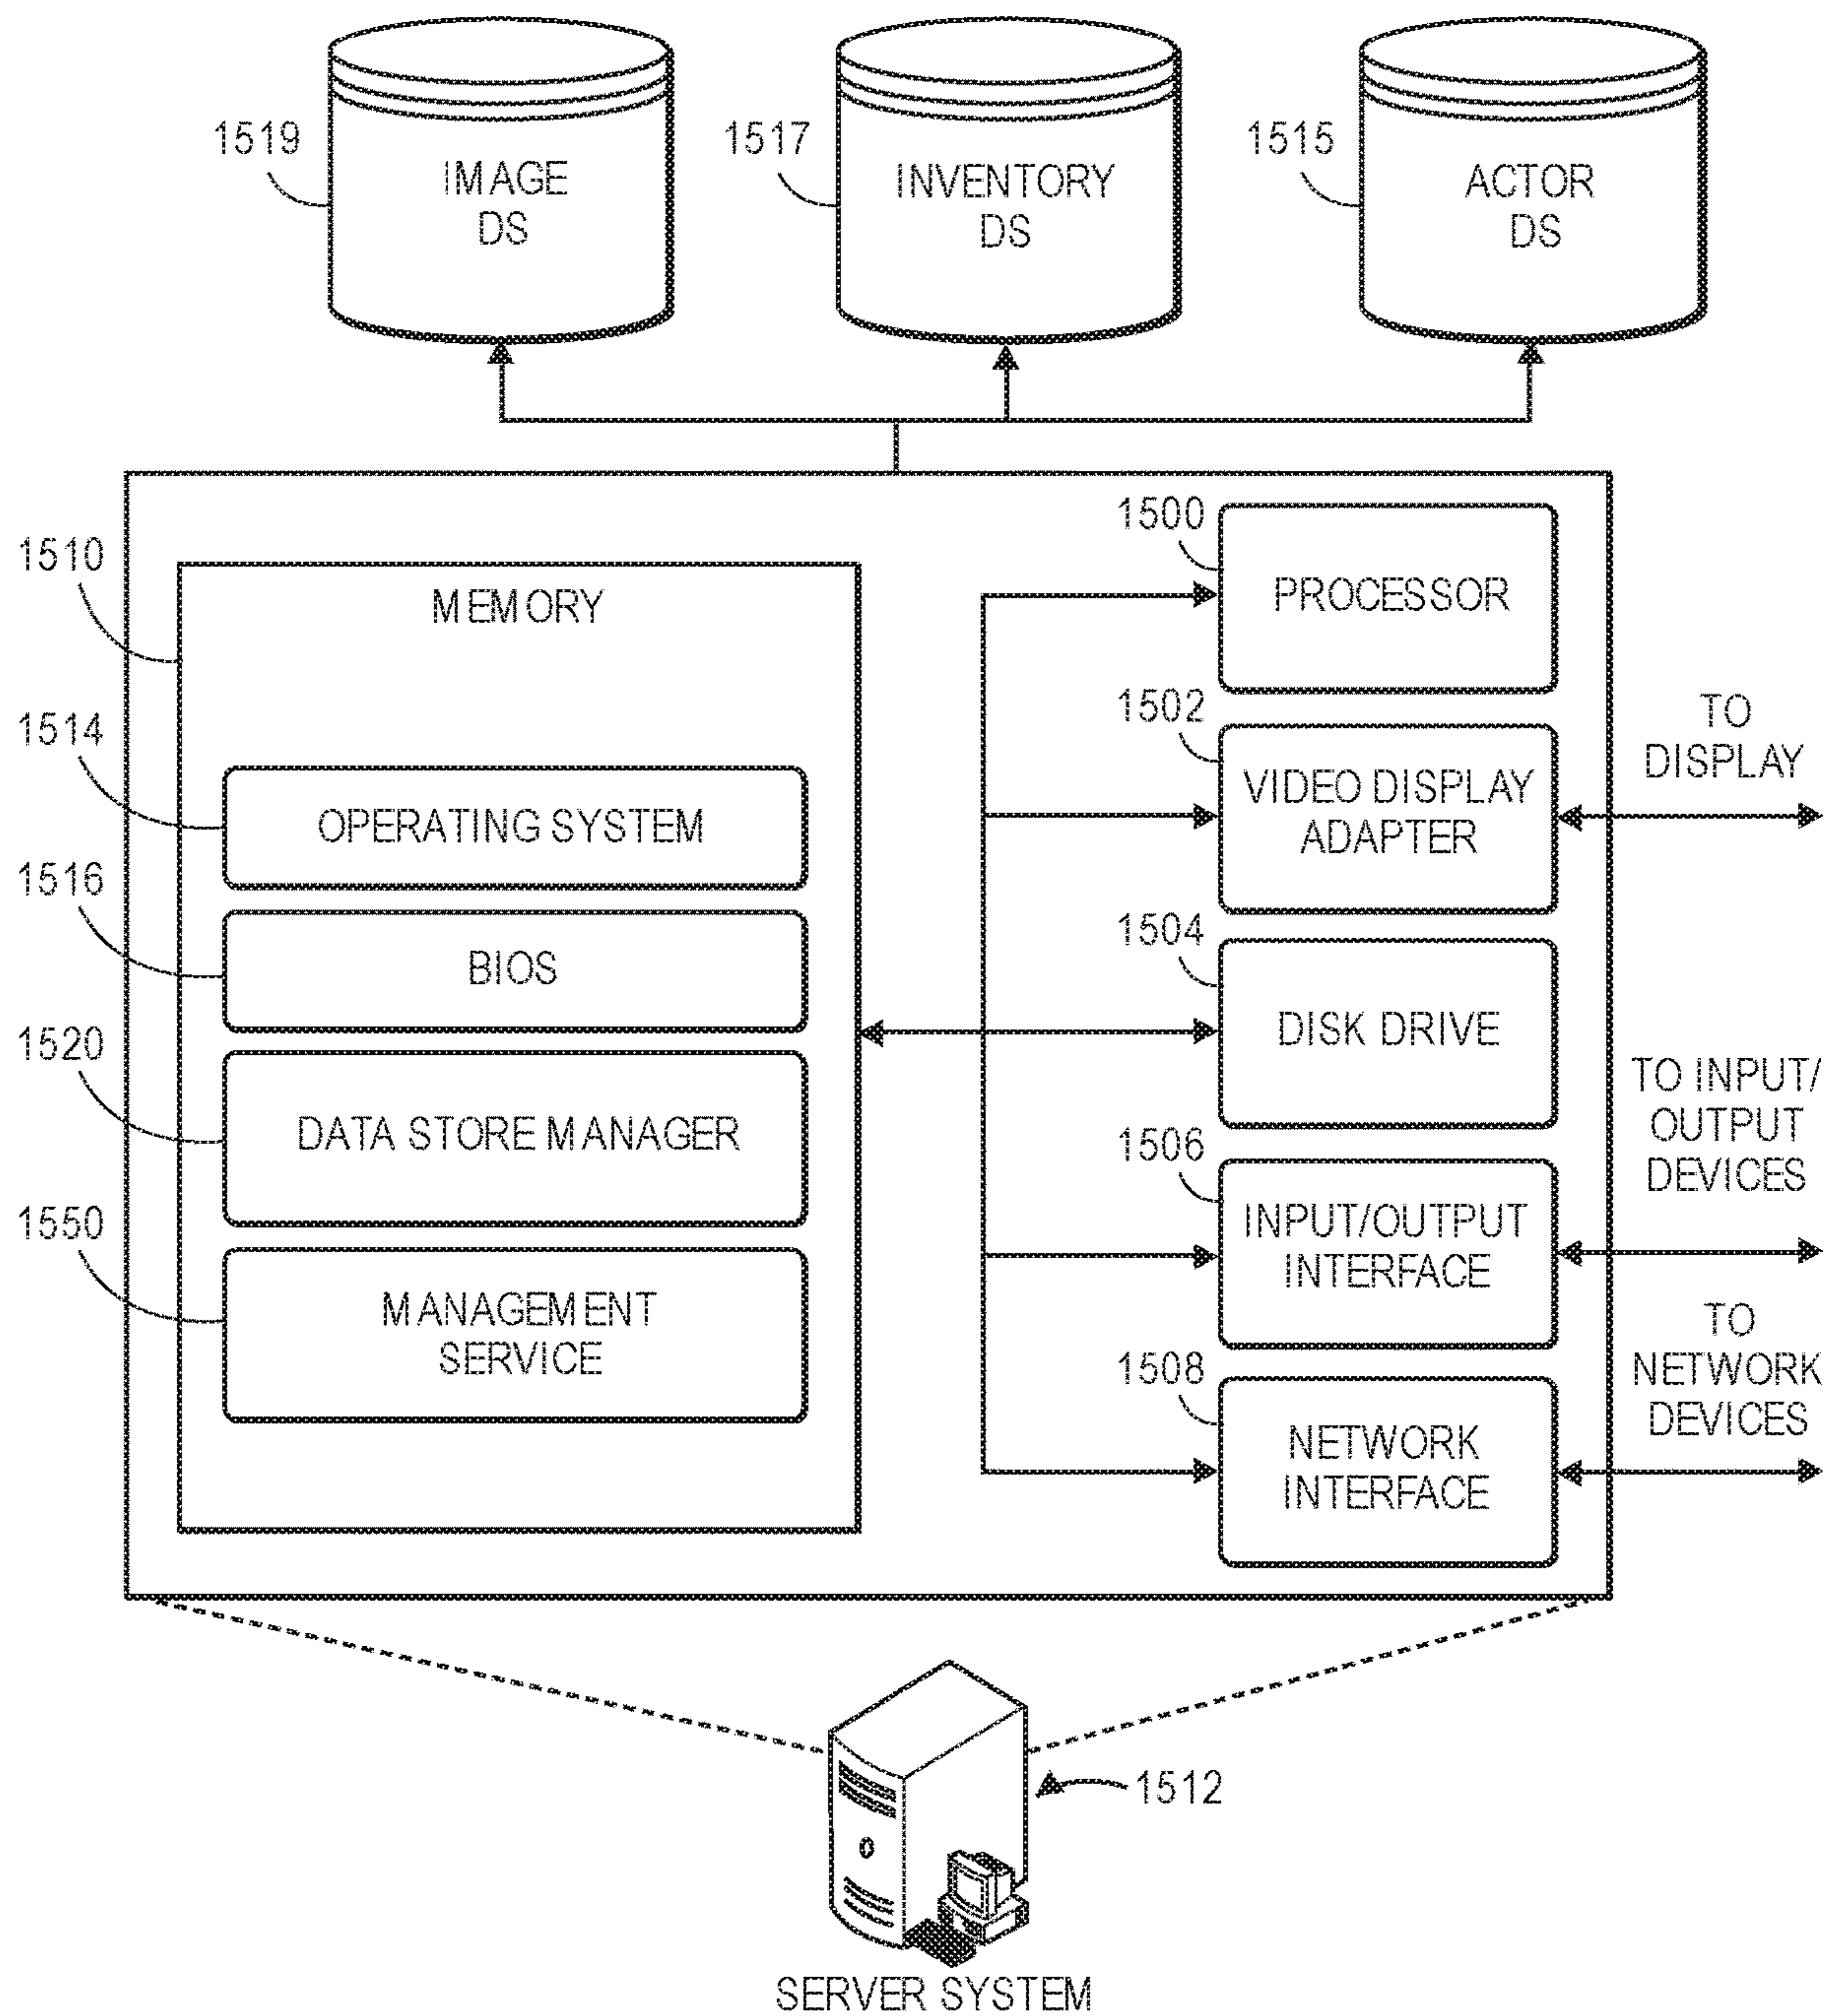 1519
IMAGE
DS
1517
INVENTORY
DS
1515
ACTOR
DS
1510
MEMORY
1514
OPERATING SYSTEM
1516
BIOS
1520
DATA STORE MANAGER
1550
MANAGEMENT
SERVICE
1500
PROCESSOR
1502
VIDEO DISPLAY
ADAPTER
TO
DISPLAY
1504
DISK DRIVE
1506
INPUT/OUTPUT
INTERFACE
TO INPUT/
OUTPUT
DEVICES
1508
NETWORK
INTERFACE
TO
NETWORK
DEVICES
1512
SERVER SYSTEM